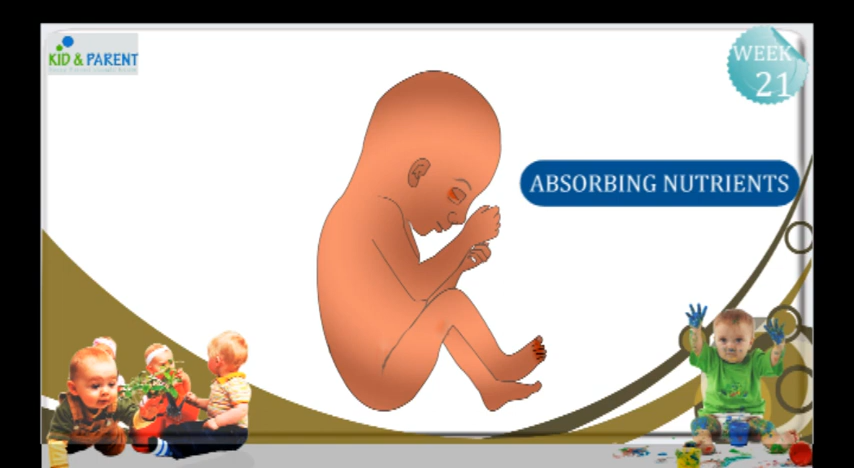 KID & PARENT
WEEK
21
ABSORBING NUTRIENTS